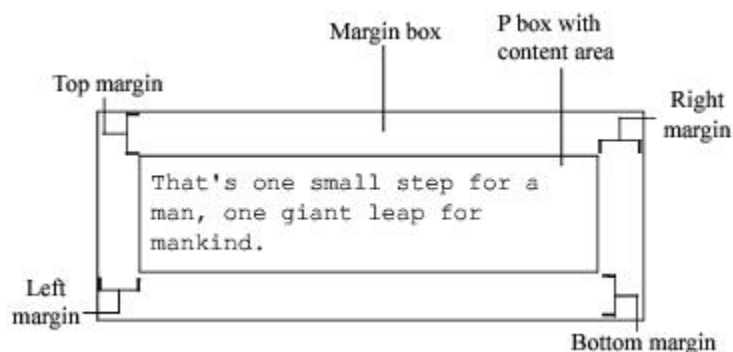 Margin box
P box with
content area
Top margin
Right
margin
That's one small step for a
man, one giant leap for
mankind.
Left
margin
Bottom margin